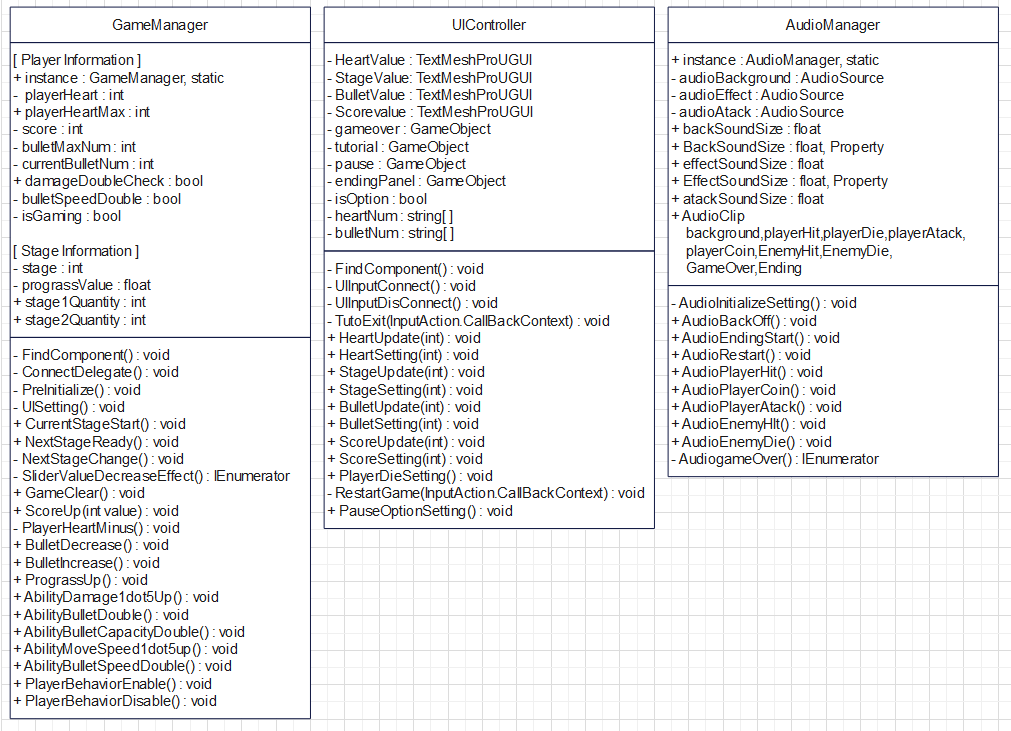 GameManager
[ Player Information ]
+ instance : GameManager, static
- playerHeart : int
+ playerHeartMax : int
- score : int
- bulletMaxNum : int
- currentBulletNum : int
+ damageDoubleCheck : bool
- bulletSpeedDouble : bool
- isGaming : bool
[ Stage Information ]
- stage : int
- prograssValue : float
+ stage1Quantity : int
+ stage2Quantity : int
- FindComponent() : void
- ConnectDelegate() : void
- PreInitialize() : void
- UISetting() : void
+ CurrentStageStart() : void
+ NextStageReady() : void
- NextStageChange() : void
- SliderValueDecreaseEffect() : IEnumerator
+ GameClear() : void
+ ScoreUp(int value) : void
- PlayerHeartMinus() : void
+ BulletDecrease() : void
+ BulletIncrease() : void
+ PrograssUp() : void
+ AbilityDamage1dot5Up() : void
+ AbilityBulletDouble() : void
+ AbilityBulletCapacityDouble() : void
+ AbilityMoveSpeed1dot5up() : void
+ AbilityBulletSpeedDouble() : void
+ PlayerBehaviorEnable() : void
+ PlayerBehaviorDisable() : void
UIController
- HeartValue : TextMeshProUGUI
- StageValue: TextMeshProUGUI
- BulletValue : TextMeshProUGUI
- Scorevalue : TextMeshProUGUI
- gameover : GameObject
- tutorial : GameObject
- pause : GameObject
- endingPanel : GameObject
- isOption : bool
- heartNum : string[ ]
- bulletNum : string[ ]
- FindComponent() : void
- UIInputConnect() : void
- UIInputDisConnect() : void
- TutoExit(InputAction.CallBackContext) : void
+ HeartUpdate(int) : void
+ HeartSetting(int) : void
+ StageUpdate(int) : void
+ StageSetting(int) : void
+ BulletUpdate(int) : void
+ BulletSetting(int) : void
+ ScoreUpdate(int) : void
+ ScoreSetting(int) : void
+ PlayerDieSetting() : void
- RestartGame(InputAction.CallBackContext) : void
+ PauseOptionSetting() : void
AudioManager
+ instance : AudioManager, static
- audioBackground : AudioSource
- audioEffect : AudioSource
- audioAtack : AudioSource
+ backSoundSize : float
+ BackSoundSize : float, Property
+ effectSoundSize : float
+ EffectSoundSize : float, Property
+ atackSoundSize : float
+ AudioClip
background,playerHit,playerDie,playerAtack,
playerCoin,EnemyHit,EnemyDie,
GameOver,Ending
- AudioInitializeSetting() : void
+ AudioBackOff() : void
+ AudioEndingStart() : void
+ AudioRestart() : void
+ AudioPlayerHit() : void
+ AudioPlayerCoin() : void
+ AudioPlayerAtack() : void
+ AudioEnemyHIt() : void
+ AudioEnemyDie() : void
- AudiogameOver() : IEnumerator